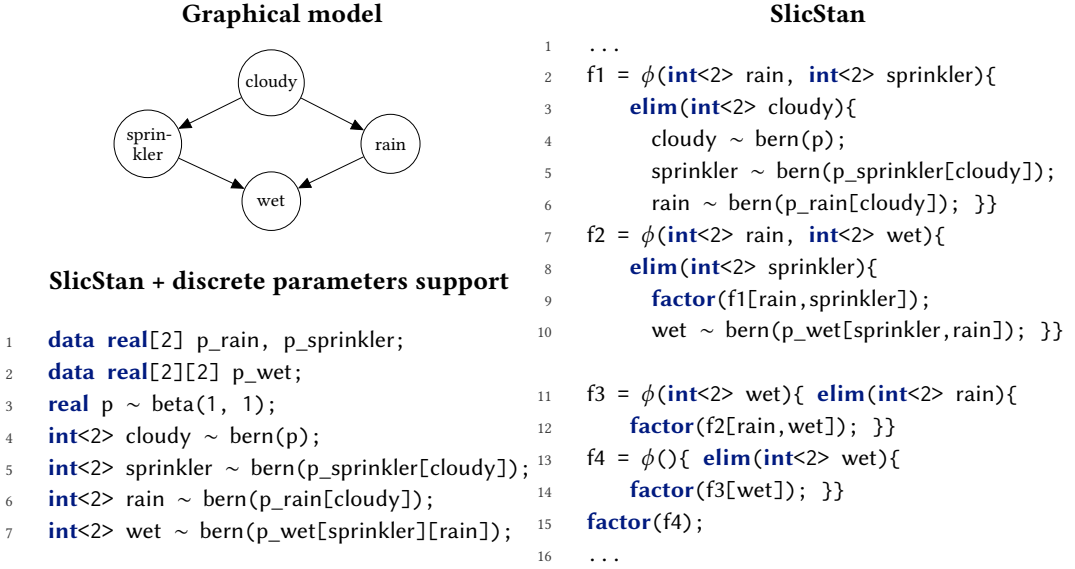 Graphical model
cloudy
sprin-
kler
rain
wet
SlicStan + discrete parameters support
1 data real[2] p_rain, p_sprinkler;
2 data real[2][2] p_wet;
3 real p ~ beta(1, 1);
4 int<2> cloudy ~ bern(p);
5 int<2> sprinkler ~ bern(p_sprinkler[cloudy]);
6 int<2> rain ~ bern(p_rain[cloudy]);
7 int<2> wet ~ bern(p_wet[sprinkler][rain]);
SlicStan
1 ...
2 f1 = ϕ(int<2> rain, int<2> sprinkler){
3 elim(int<2> cloudy){
4 cloudy ~ bern(p);
5 sprinkler ~ bern(p_sprinkler[cloudy]);
6 rain ~ bern(p_rain[cloudy]); }}
7 f2 = ϕ(int<2> rain, int<2> wet){
8 elim(int<2> sprinkler){
9 factor(f1[rain,sprinkler]);
10 wet ~ bern(p_wet[sprinkler,rain]); }}
11 f3 = ϕ(int<2> wet){ elim(int<2> rain){
12 factor(f2[rain,wet]); }}
13 f4 = ϕ(){ elim(int<2> wet){
14 factor(f3[wet]); }}
15 factor(f4);
16 ...